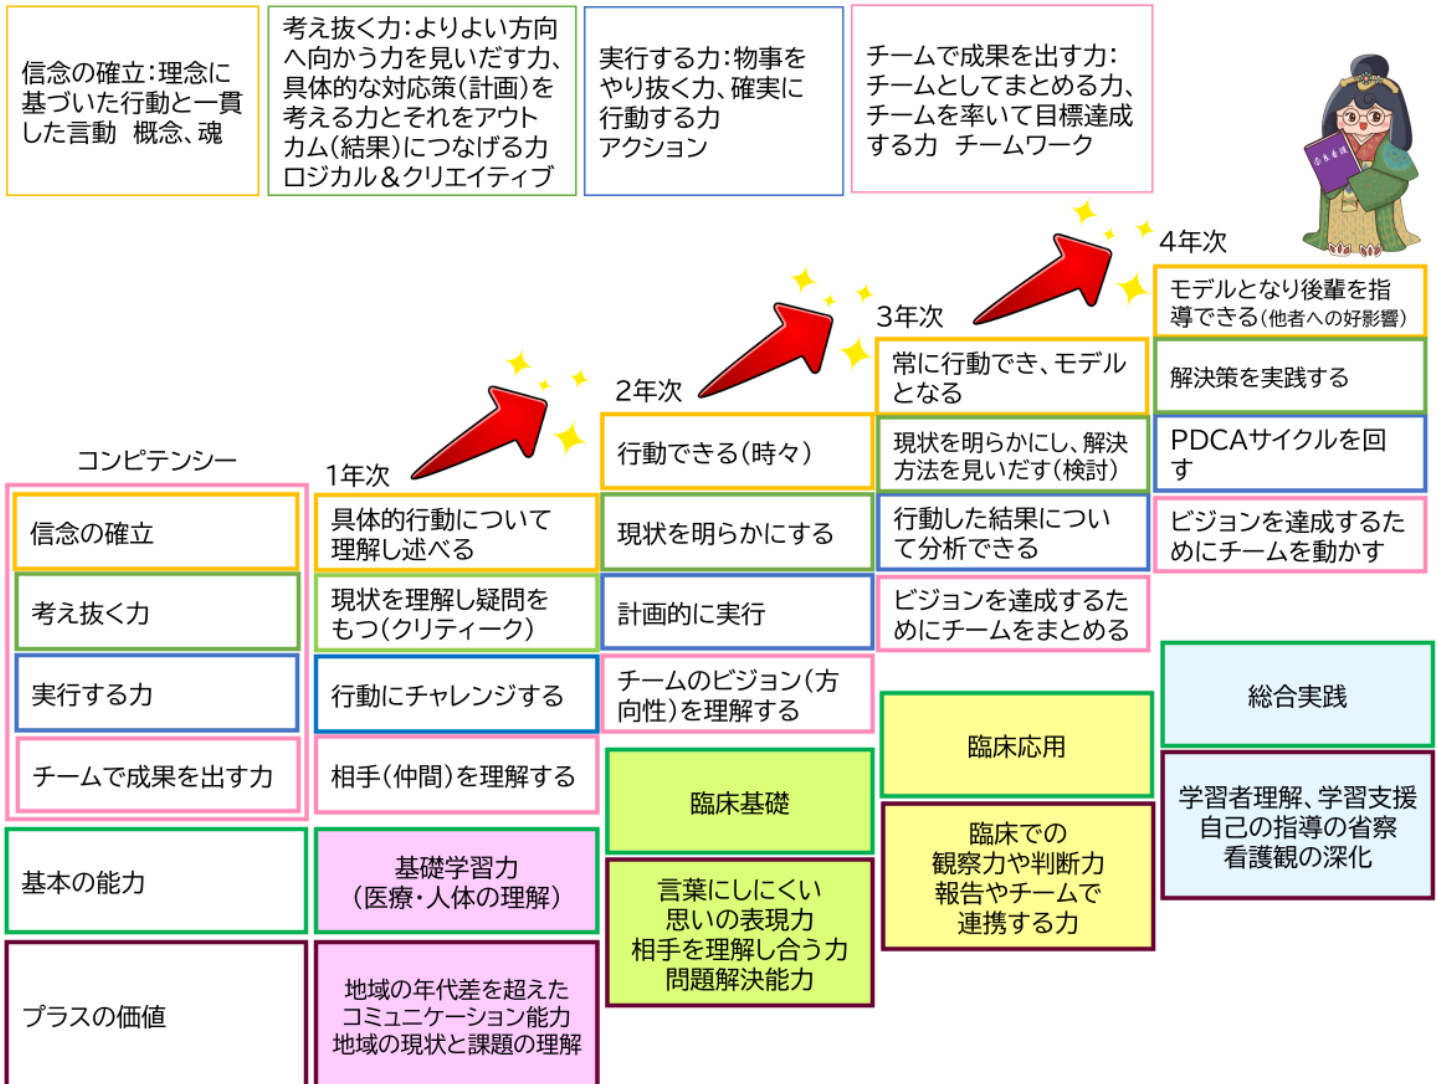 信念の確立：理念に
基づいた行動と一貫
した言動　概念、魂
考え抜く力：よりよい方向
へ向かう力を見いだす力、
具体的な対応策（計画）を
考える力とそれをアウト
カム（結果）につなげる力
ロジカル＆クリエイティブ
実行する力：物事を
やり抜く力、確実に
行動する力
アクション
チームで成果を出す力：
チームとしてまとめる力、
チームを率いて目標達成
する力　チームワーク
奈良看護
コンピテンシー
信念の確立
考え抜く力
実行する力
チームで成果を出す力
基本の能力
プラスの価値
1年次
具体的行動について
理解し述べる
現状を理解し疑問を
もつ（クリティーク）
行動にチャレンジする
相手（仲間）を理解する
基礎学習力
（医療・人体の理解）
地域の年代差を超えた
コミュニケーション能力
地域の現状と課題の理解
2年次
行動できる（時々）
現状を明らかにする
計画的に実行
チームのビジョン（方
向性）を理解する
臨床基礎
言葉にしにくい
思いの表現力
相手を理解し合う力
問題解決能力
3年次
常に行動でき、モデル
となる
現状を明らかにし、解決
方法を見いだす（検討）
行動した結果につい
て分析できる
ビジョンを達成するた
めにチームをまとめる
臨床応用
臨床での
観察力や判断力
報告やチームで
連携する力
4年次
モデルとなり後輩を指
導できる（他者への好影響）
解決策を実践する
PDCAサイクルを回
す
ビジョンを達成するた
めにチームを動かす
総合実践
学習者理解、学習支援
自己の指導の省察
看護観の深化